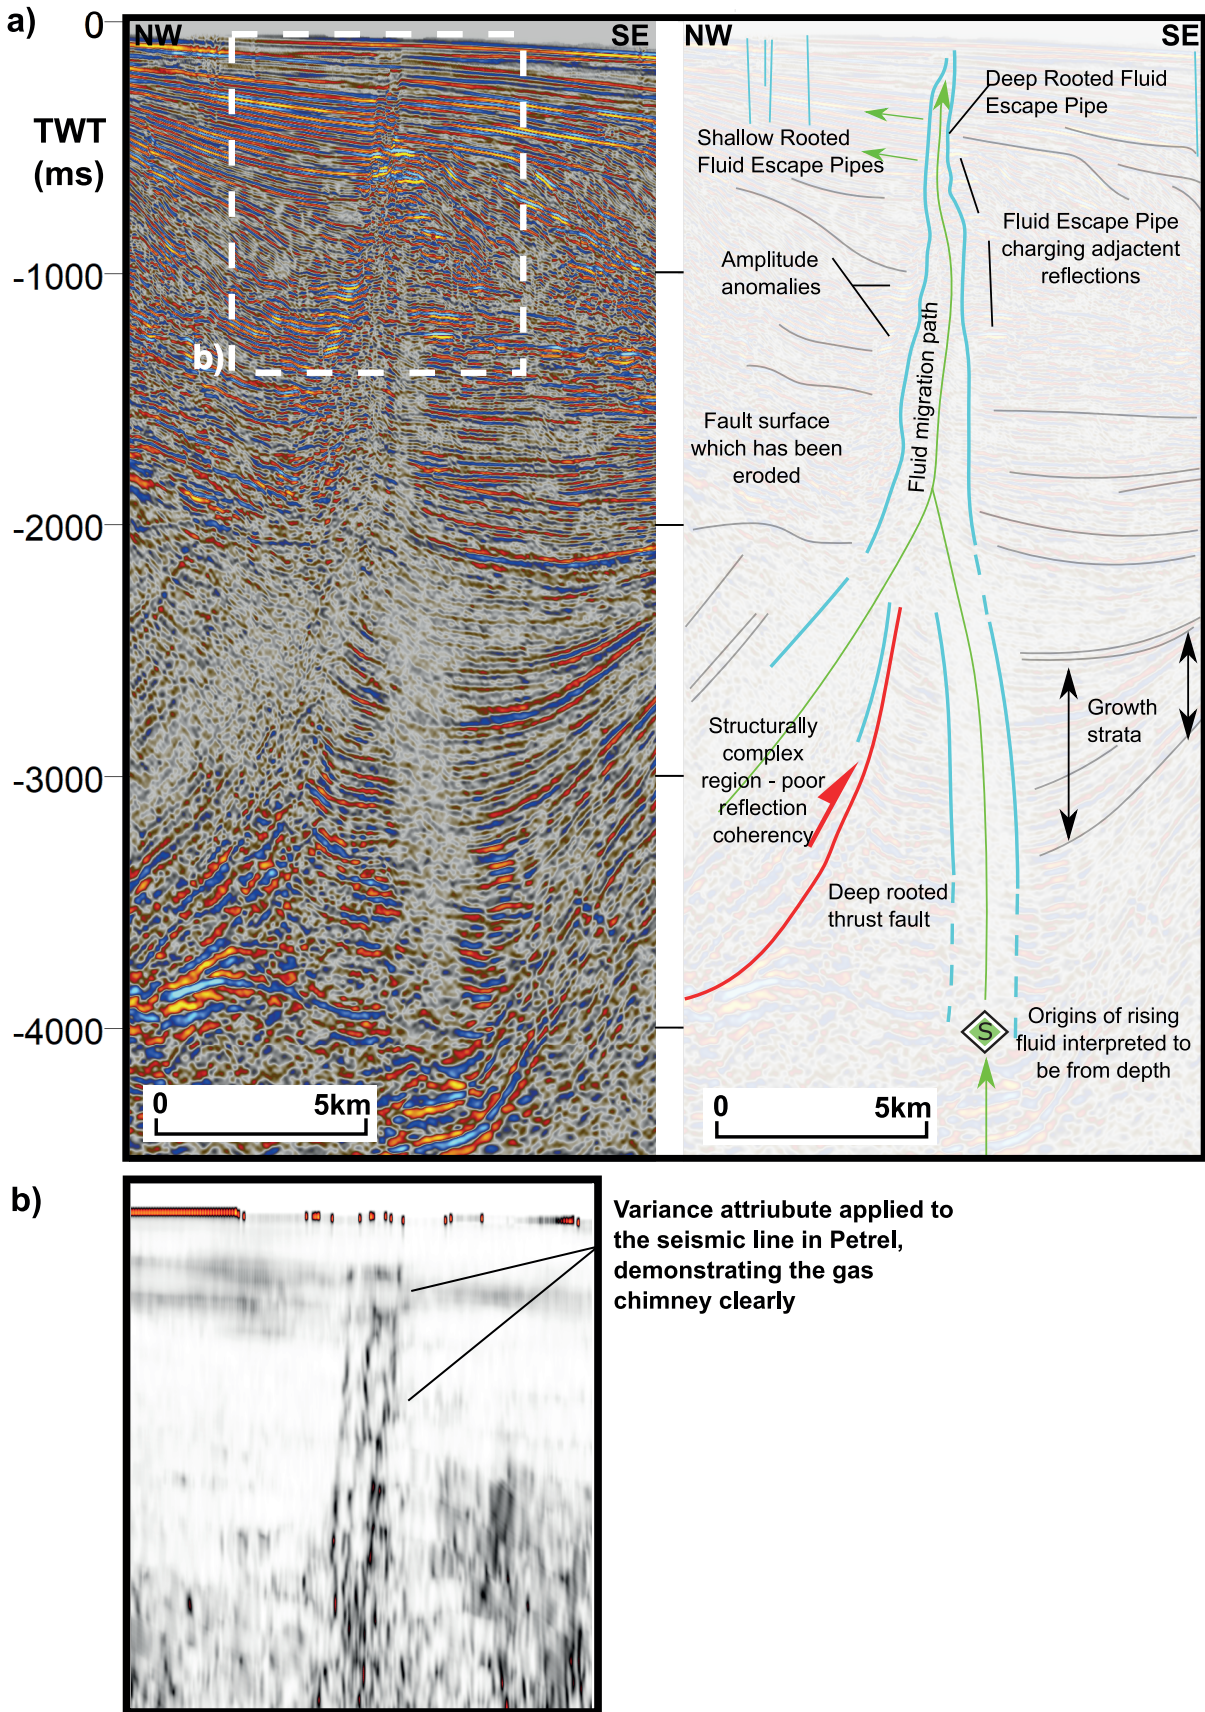 a)
NW
SE
NW
SE
0
TWT
(ms)
-1000
-2000
-3000
-4000
b)
0
5km
Deep Rooted Fluid
Escape Pipe
Shallow Rooted
Fluid Escape Pipes
Fluid Escape Pipe
charging adjactent
reflections
Amplitude
anomalies
Fluid migration path
Fault surface
which has been
eroded
Growth
strata
Structurally
complex
region - poor
reflection
coherency
Deep rooted
thrust fault
S
Origins of rising
fluid interpreted to
be from depth
0
5km
b)
Variance attriubute applied to
the seismic line in Petrel,
demonstrating the gas
chimney clearly